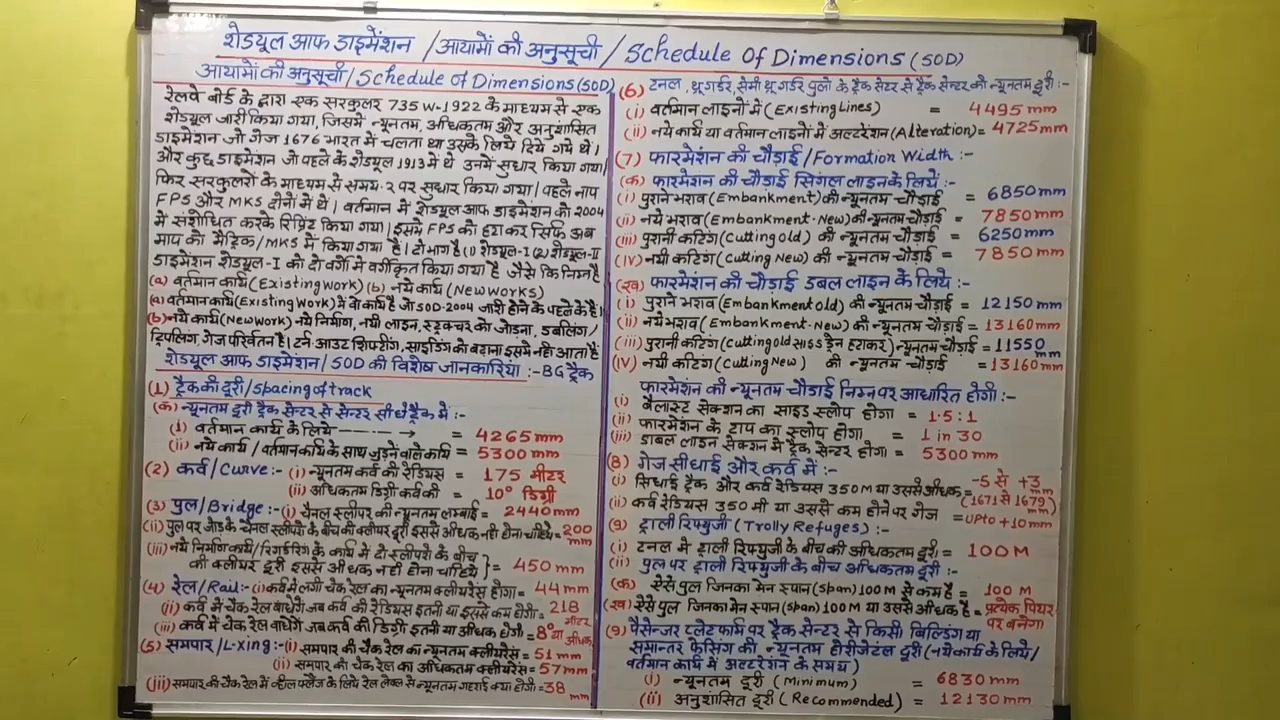 शेडयूल आफ डाइमेंशन / आयामों की अनुसूची / Schedule Of Dimensions (SOD)
आयामों की अनुसूची / Schedule of Dimensions (SOD)
रेलवे बोर्ड के द्वारा एक सरकुलर 735 W-1922 के माध्यम से एक
शेडयूल जारी किया गया, जिसमें न्यूनतम, अधिकतम और अनुशासित
डाइमेंशन जो गेज 1676 भारत में चलता था उसके लिये दिये गये थे।
और कुछ डाइमेंशन जो पहले के शेडयूल 1913 में थे उनमें सुधार किया गया।
फिर सरकुलरों के माध्यम से समय-२ पर सुधार किया गया। पहले नाप
FPS और MKS दोनों में थे। वर्तमान में शेडयूल आफ डाइमेंशन को 2004
में संशोधित करके रिप्रिंट किया गया। इसमें FPS को हटाकर सिर्फ अब
माप को मैट्रिक/MKS में किया गया है। दो भाग है (1) शेडयूल-I (2) शेडयूल-II
डाइमेंशन शेडयूल-I को दो वर्गो में वर्गीकृत किया गया है जैसे कि निम्न है
(a) वर्तमान कार्य (Existing Work) (b) नये कार्य (New Works)
(a) वर्तमान कार्य (Existing Work) में वो कार्य है जो SOD-2004 जारी होने के पहले के है।
(b) नये कार्य (New Work) नये निर्माण, नयी लाइन, स्ट्रक्चर को जोडना, डबलिंग/
ट्रिपलिंग, गेज परिर्वतन है। टर्न आउट शिफ्टींग, साइडिंग को बढाना इसमें नही आता है
शेडयूल आफ डाइमेंशन / SOD की विशेष जानकारियां :- BG ट्रैक
(1) ट्रैक की दूरी / Spacing of track
(क) न्यूनतम दूरी ट्रैक सेन्टर से सेन्टर सीधे ट्रैक में :-
(i) वर्तमान कार्य के लिये ----→ = 4265 mm
(ii) नये कार्य / वर्तमान कार्य के साथ जुड़ने वाले कार्य = 5300 mm
(2) कर्व / Curve :- (i) न्यूनतम कर्व की रेडियस = 175 मीटर
(ii) अधिकतम डिग्री कर्व की = 10° डिग्री
(3) पुल / Bridge :- (i) चैनल स्लीपर की न्यूनतम लम्बाई = 2440 mm
(ii) पुल पर जोड के चैनल स्लीपरो के बीच की क्लीयर दूरी इससे अधिक नही होना चाहिये = 200 mm
(iii) नये निर्माण कार्य/रिगर्डरिंग के कार्य में दो स्लीपरो के बीच
की क्लीयर दूरी इससे अधिक नही होना चाहिये } = 450 mm
(4) रेल / Rail :- (i) कर्व में लगी चेक रेल का न्यूनतम क्लीयरेंस होगा = 44 mm
(ii) कर्व में चैक रेल बाधेगें जब कर्व की रेडियस इतनी या इससे कम होगी = 218 मीटर
(iii) कर्व में चेक रेल बाधेगें जब कर्व की डिग्री इतनी या अधिक होगी = 8° या अधिक
(5) समपार / L-xing :- (i) समपार की चैक रेल का न्यूनतम क्लीयरेंस = 51 mm
(ii) समपार की चेक रेल का अधिकतम क्लीयरेंस = 57 mm
(iii) समपार की चैक रेल में व्हील फ्लैंज के लिये रेल लेवल से न्यूनतम गहराई क्या होगी = 38 mm
(6) टनल, थ्रू गर्डर, सेमी थ्रू गर्डर पुलो के ट्रैक सेंटर से ट्रैक सेन्टर की न्यूनतम दूरी :-
(i) वर्तमान लाइनो में (Existing Lines) = 4495 mm
(ii) नये कार्य या वर्तमान लाइनों में अल्टरेशन (Alteration) = 4725 mm
(7) फारमेशन की चौड़ाई / Formation Width :-
(क) फारमेशन की चौड़ाई सिंगल लाइन के लिये :-
(i) पुराने भराव (Embankment) की न्यूनतम चौड़ाई = 6850 mm
(ii) नये भराव (Embankment-New) की न्यूनतम चौड़ाई = 7850 mm
(iii) पुरानी कटिंग (Cutting Old) की न्यूनतम चौड़ाई = 6250 mm
(IV) नयी कटिंग (Cutting New) की न्यूनतम चौड़ाई = 7850 mm
(ख) फारमेशन की चौड़ाई डबल लाइन के लिये :-
(i) पुराने भराव (Embankment old) की न्यूनतम चौड़ाई = 12150 mm
(ii) नये भराव (Embankment-New) की न्यूनतम चौड़ाई = 13160 mm
(iii) पुरानी कटिंग (cutting old साइड ड्रेन हटाकर) न्यूनतम चौड़ाई = 11550 mm
(IV) नयी कटिंग (Cutting New) की न्यूनतम चौड़ाई = 13160 mm
फारमेशन की न्यूनतम चौड़ाई निम्न पर आधारित होगी :-
(i) बैलास्ट सेक्शन का साइड स्लोप होगा = 1.5 : 1
(ii) फारमेशन के टाप का स्लोप होगा = 1 in 30
(iii) डाबल लाइन सेक्शन में ट्रैक सेन्टर होगा = 5300 mm
(8) गेज सीधाई और कर्व में :-
(i) सिधाई ट्रैक और कर्व रेडियस 350 M या उससे अधिक = -5 से +3 mm (1671 से 1679)
(ii) कर्व रेडियस 350 मी या उससे कम होने पर गेज = Upto +10 mm
(9) ट्राली रिफ्युजी (Trolly Refuges) :-
(i) टनल में ट्राली रिफ्युजी के बीच की अधिकतम दूरी = 100 M
(ii) पुल पर ट्राली रिफ्युजी के बीच अधिकतम दूरी :-
(क) ऐसे पुल जिनका मेन स्पान (Span) 100 M से कम है = 100 M
(ख) ऐसे पुल जिनका मेन स्पान (Span) 100 M या उससे अधिक है = प्रत्येक पियर पर बनेगा
(9) पैसेन्जर प्लेटफार्म पर ट्रैक सेन्टर से किसी बिल्डिंग या
समान्तर फेसिंग की न्यूनतम हौरीजेंटल दूरी (नये कार्य के लिये/
वर्तमान कार्य में अल्टरेशन के समय)
(i) न्यूनतम दूरी (Minimum) = 6830 mm
(ii) अनुशासित दूरी (Recommended) = 12130 mm